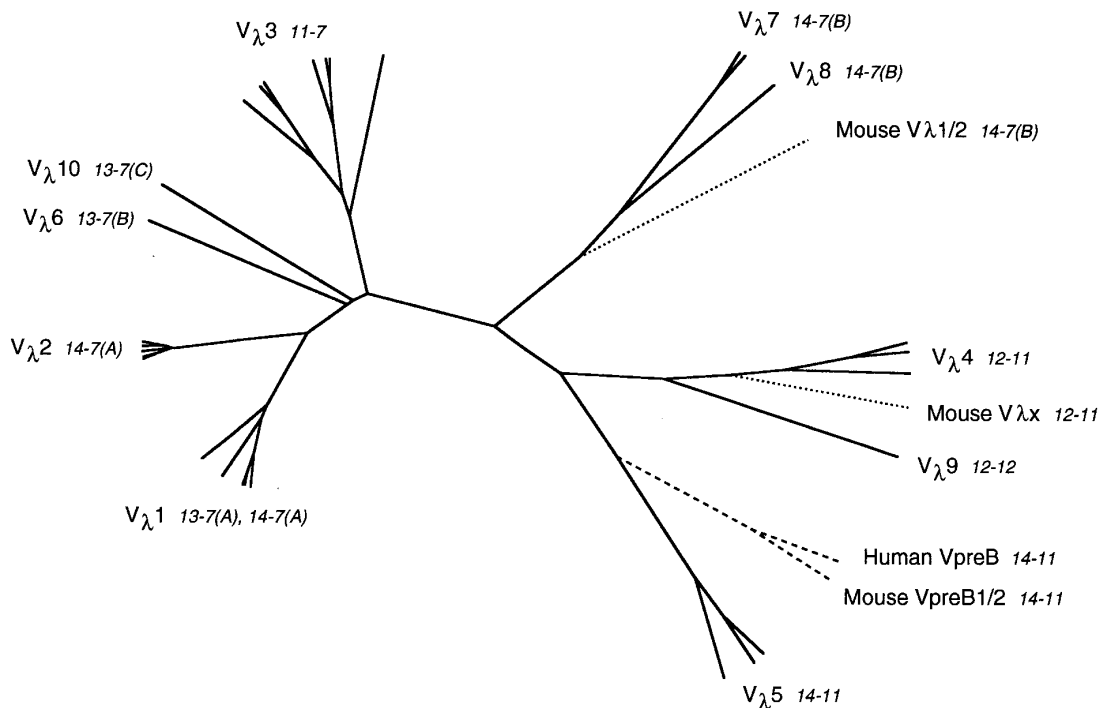 Vλ3 11-7
Vλ7 14-7(B)
Vλ8 14-7(B)
Mouse Vλ1/2 14-7(B)
Vλ10 13-7(C)
Vλ6 13-7(B)
Vλ2 14-7(A)
Vλ4 12-11
Mouse Vλx 12-11
Vλ9 12-12
Vλ1 13-7(A), 14-7(A)
Human VpreB 14-11
Mouse VpreB1/2 14-11
Vλ5 14-11